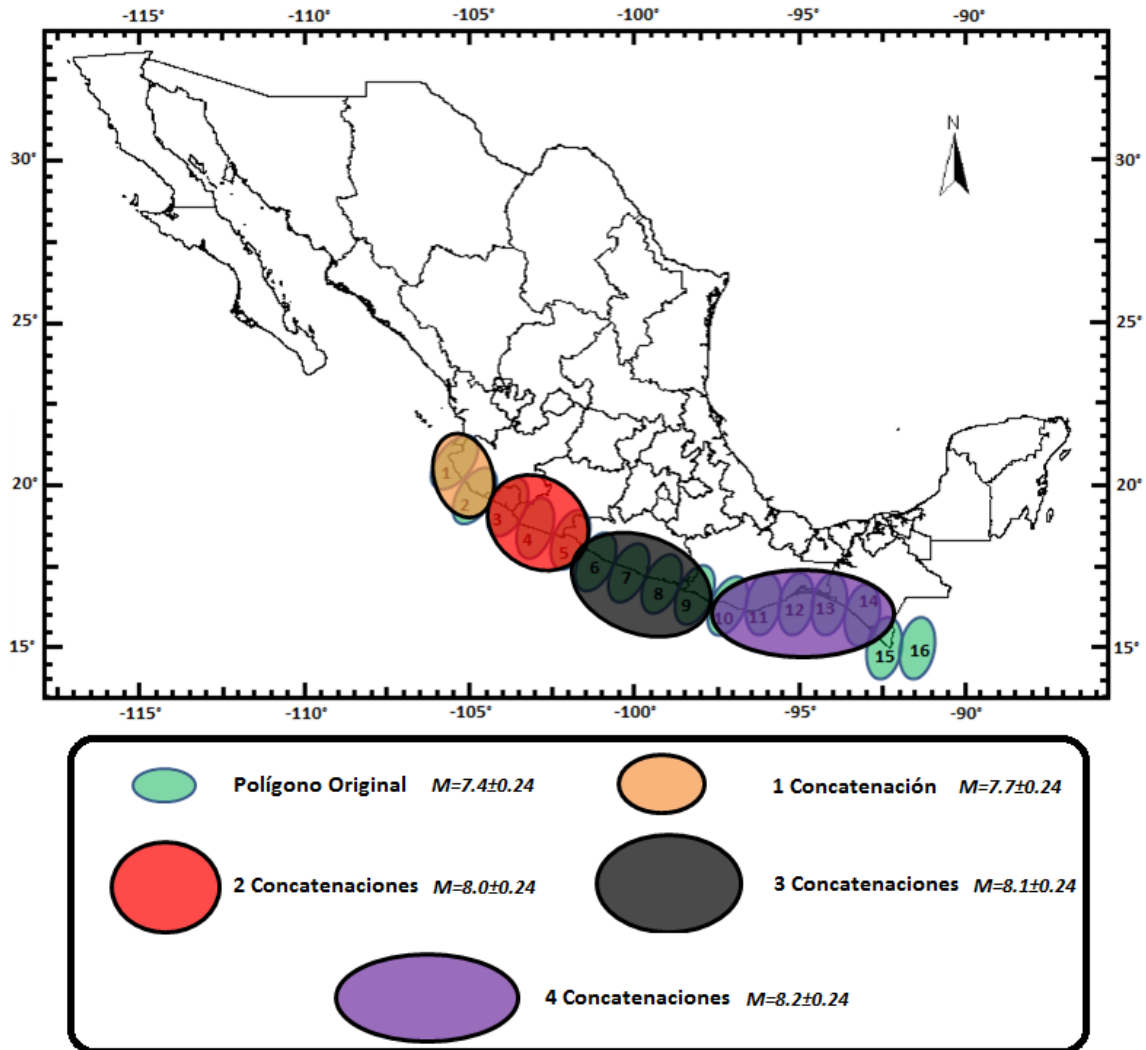 -115° -110° -105° -100° -95° -90°
N
30° 30°
25° 25°
20° 20°
15° 15°
1
2
3
4
5
6
7
8
9
10
11
12
13
14
15
16
-115° -110° -105° -100° -95° -90°
Polígono Original M=7.4±0.24
1 Concatenación M=7.7±0.24
2 Concatenaciones M=8.0±0.24
3 Concatenaciones M=8.1±0.24
4 Concatenaciones M=8.2±0.24